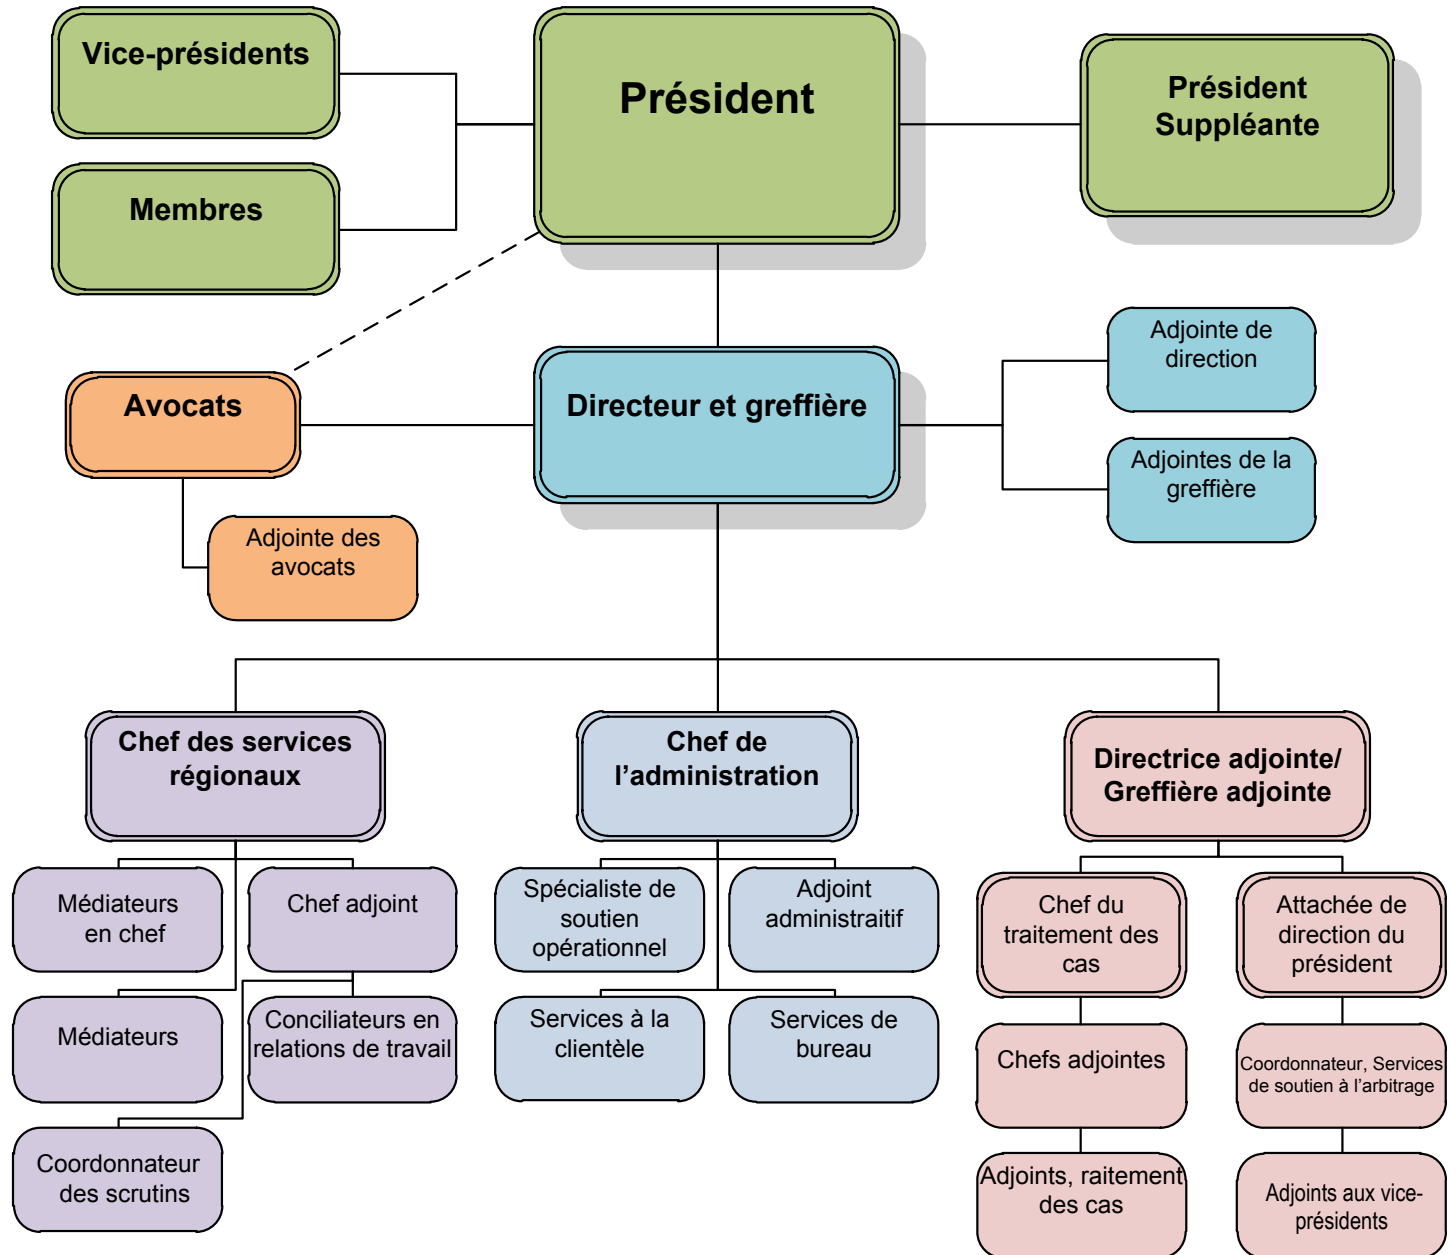 Vice-présidents
Président
Président
Suppléante
Membres
Avocats
Directeur et greffière
Adjointe de
direction
Adjointes de la
greffière
Adjointe des
avocats
Chef des services
régionaux
Chef de
l’administration
Directrice adjointe/
Greffière adjointe
Médiateurs
en chef
Chef adjoint
Spécialiste de
soutien
opérationnel
Adjoint
administraitif
Chef du
traitement des
cas
Attachée de
direction du
président
Médiateurs
Conciliateurs en
relations de travail
Services à la
clientèle
Services de
bureau
Chefs adjointes
Coordonnateur, Services
de soutien à l’arbitrage
Coordonnateur
des scrutins
Adjoints, raitement
des cas
Adjoints aux vice-
présidents